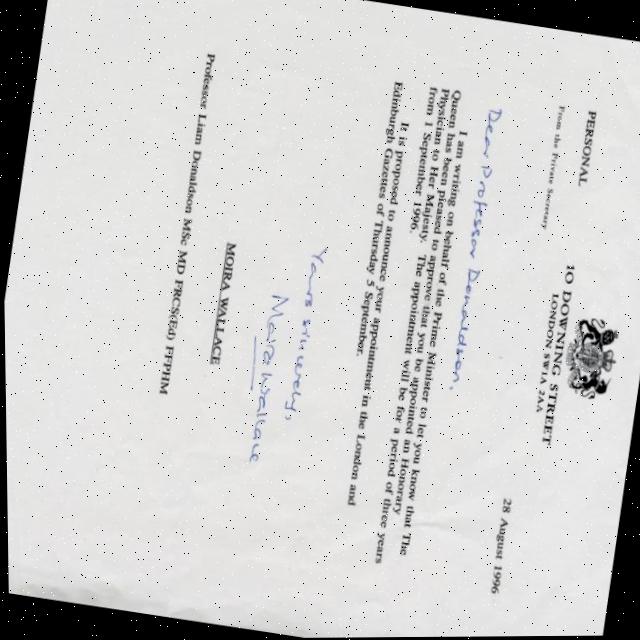 PERSONAL
From the Private Secretary
10 DOWNING STREET
LONDON SW1A 2AA
28 August 1996
Dear Professor Donaldson,
I am writing on behalf of the Prime Minister to let you know that The
Queen has been pleased to approve that you be appointed an Honorary
Physician to Her Majesty. The appointment will be for a period of three years
from 1 September 1996.
It is proposed to announce your appointment in the London and
Edinburgh Gazettes of Thursday 5 September.
Yours sincerely,
Moira Wallace
MOIRA WALLACE
Professor Liam Donaldson MSc MD FRCS(Ed) FFPHM